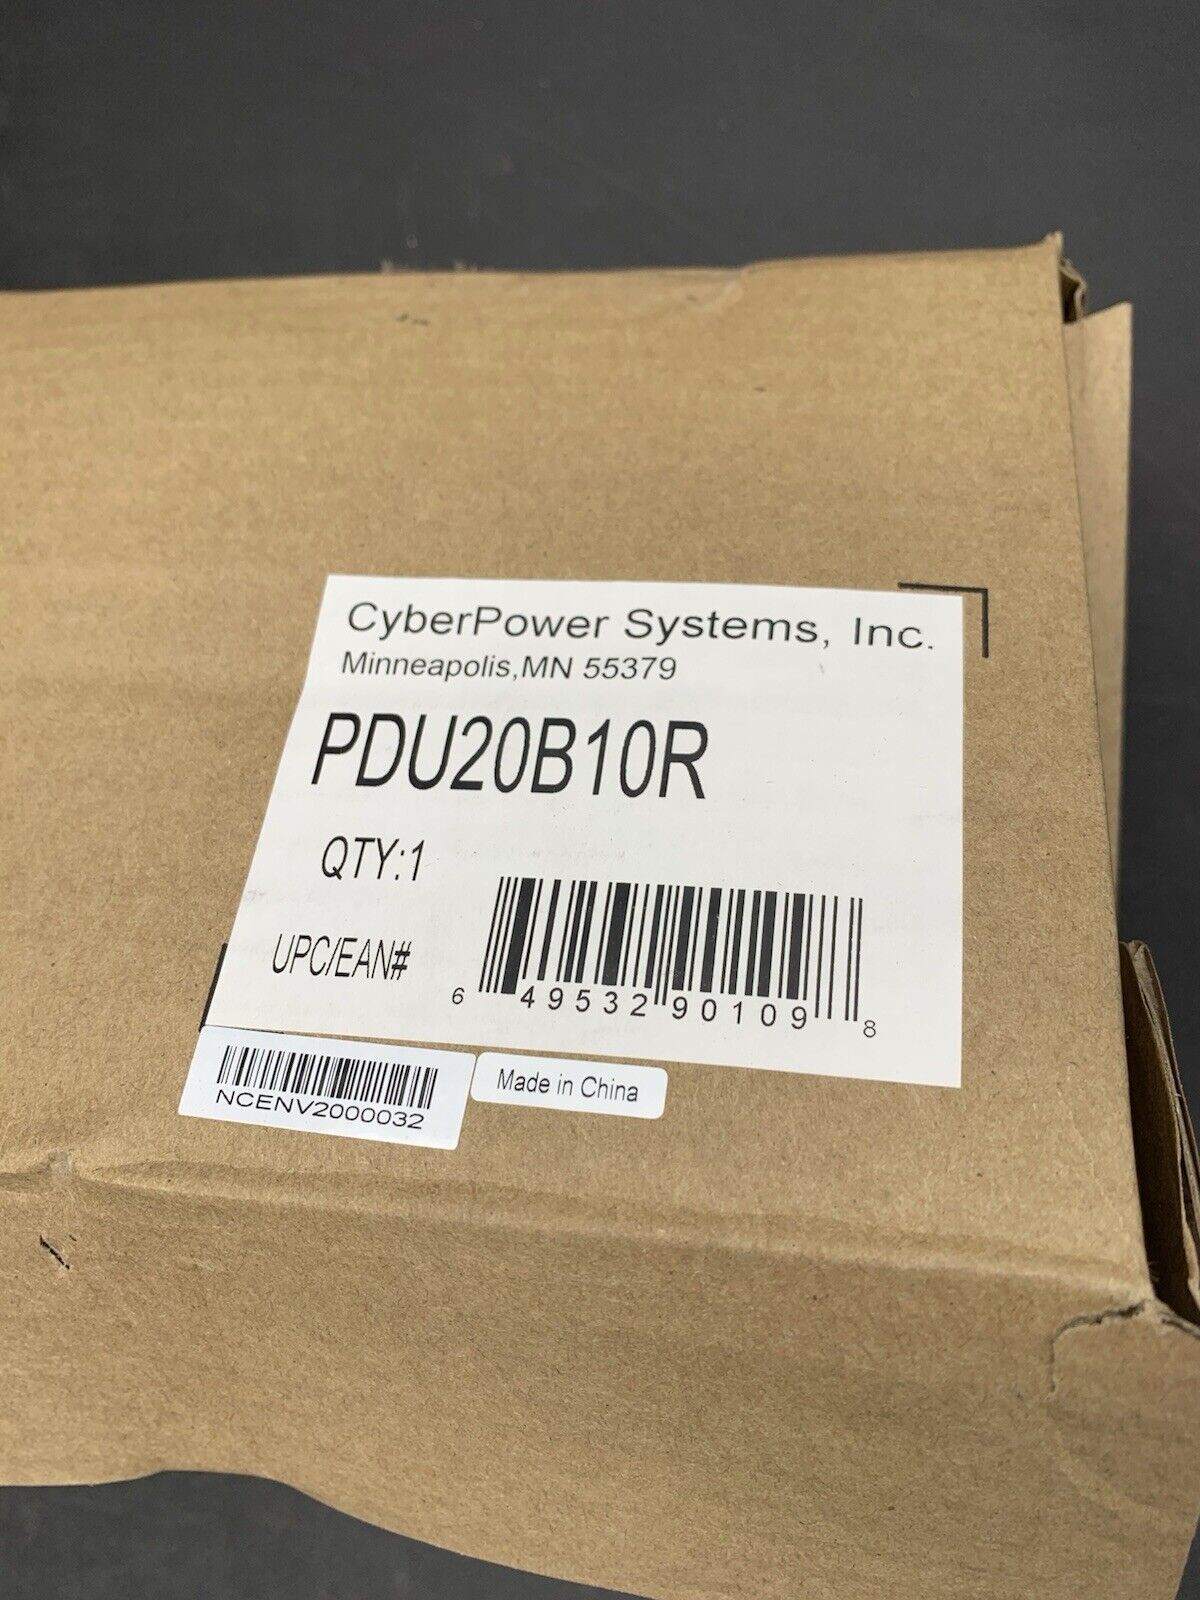 CyberPower Systems, Inc.
Minneapolis,MN 55379
PDU20B10R
QTY:1
UPC/EAN#
6 49532 90109 8
NCENV2000032
Made in China